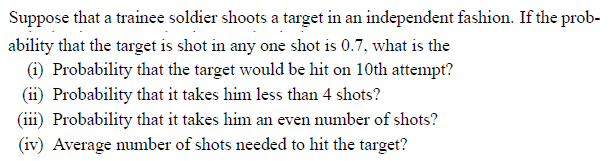 Suppose that a trainee soldier shoots a target in an independent fashion. If the prob-
ability that the target is shot in any one shot is 0.7, what is the
(i) Probability that the target would be hit on 10th attempt?
(ii) Probability that it takes him less than 4 shots?
(iii) Probability that it takes him an even number of shots?
(iv) Average number of shots needed to hit the target?